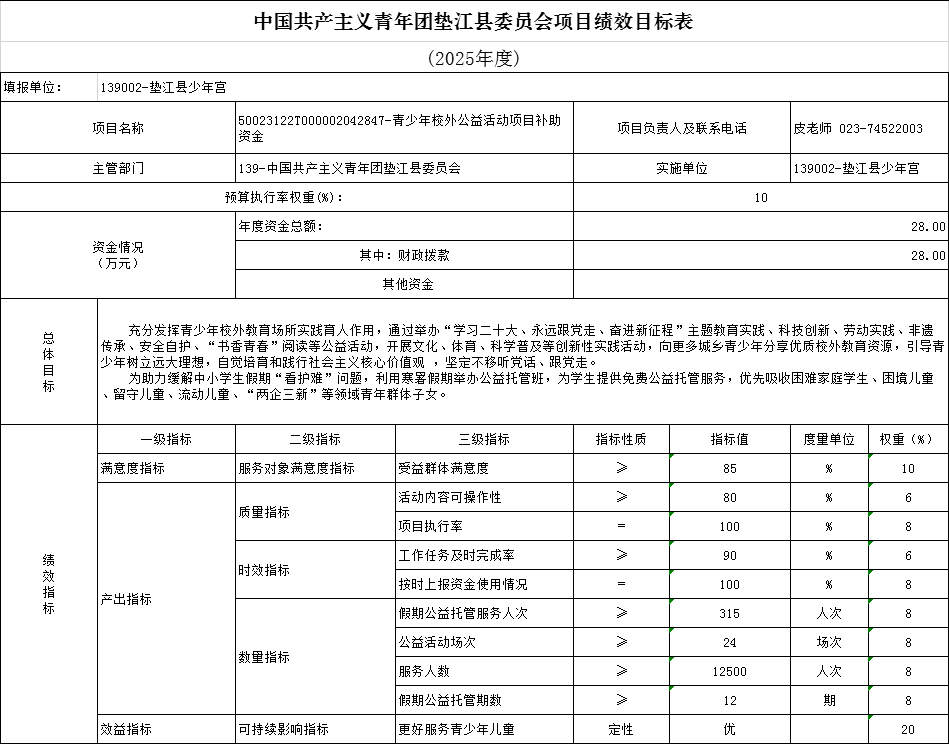 中国共产主义青年团垫江县委员会项目绩效目标表
(2025年度)
填报单位: 139002-垫江县少年宫
项目名称 50023122T000002042847-青少年校外公益活动项目补助
资金 项目负责人及联系电话 皮老师 023-74522003
主管部门 139-中国共产主义青年团垫江县委员会 实施单位 139002-垫江县少年宫
预算执行率权重(%): 10
资金情况
(万元)
年度资金总额: 28.00
其中: 财政拨款 28.00
其他资金
总体目标
充分发挥青少年校外教育场所实践育人作用，通过举办“学习二十大、永远跟党走、奋进新征程”主题教育实践、科技创新、劳动实践、非遗
传承、安全自护、“书香青春”阅读等公益活动，开展文化、体育、科学普及等创新性实践活动，向更多城乡青少年分享优质校外教育资源，引导青
少年树立远大理想，自觉培育和践行社会主义核心价值观 ，坚定不移听党话、跟党走。
为助力缓解中小学生假期“看护难”问题，利用寒暑假期举办公益托管班，为学生提供免费公益托管服务，优先吸收困难家庭学生、困境儿童
、留守儿童、流动儿童、“两企三新”等领域青年群体子女。
绩效指标
一级指标 二级指标 三级指标 指标性质 指标值 度量单位 权重（%）
满意度指标 服务对象满意度指标 受益群体满意度 ≥ 85 % 10
产出指标 质量指标 活动内容可操作性 ≥ 80 % 6
项目执行率 = 100 % 8
时效指标 工作任务及时完成率 ≥ 90 % 6
按时上报资金使用情况 = 100 % 8
数量指标 假期公益托管服务人次 ≥ 315 人次 8
公益活动场次 ≥ 24 场次 8
服务人数 ≥ 12500 人次 8
假期公益托管期数 ≥ 12 期 8
效益指标 可持续影响指标 更好服务青少年儿童 定性 优 20